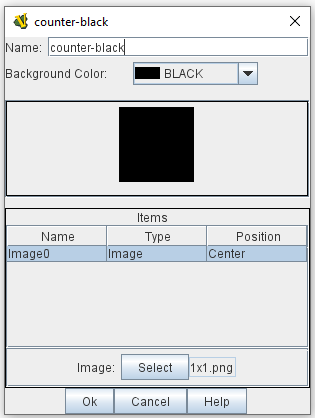 counter-black
Name: counter-black
Background Color: BLACK
Items
Name Type Position
Image0 Image Center
Image: Select 1x1.png
Ok Cancel Help